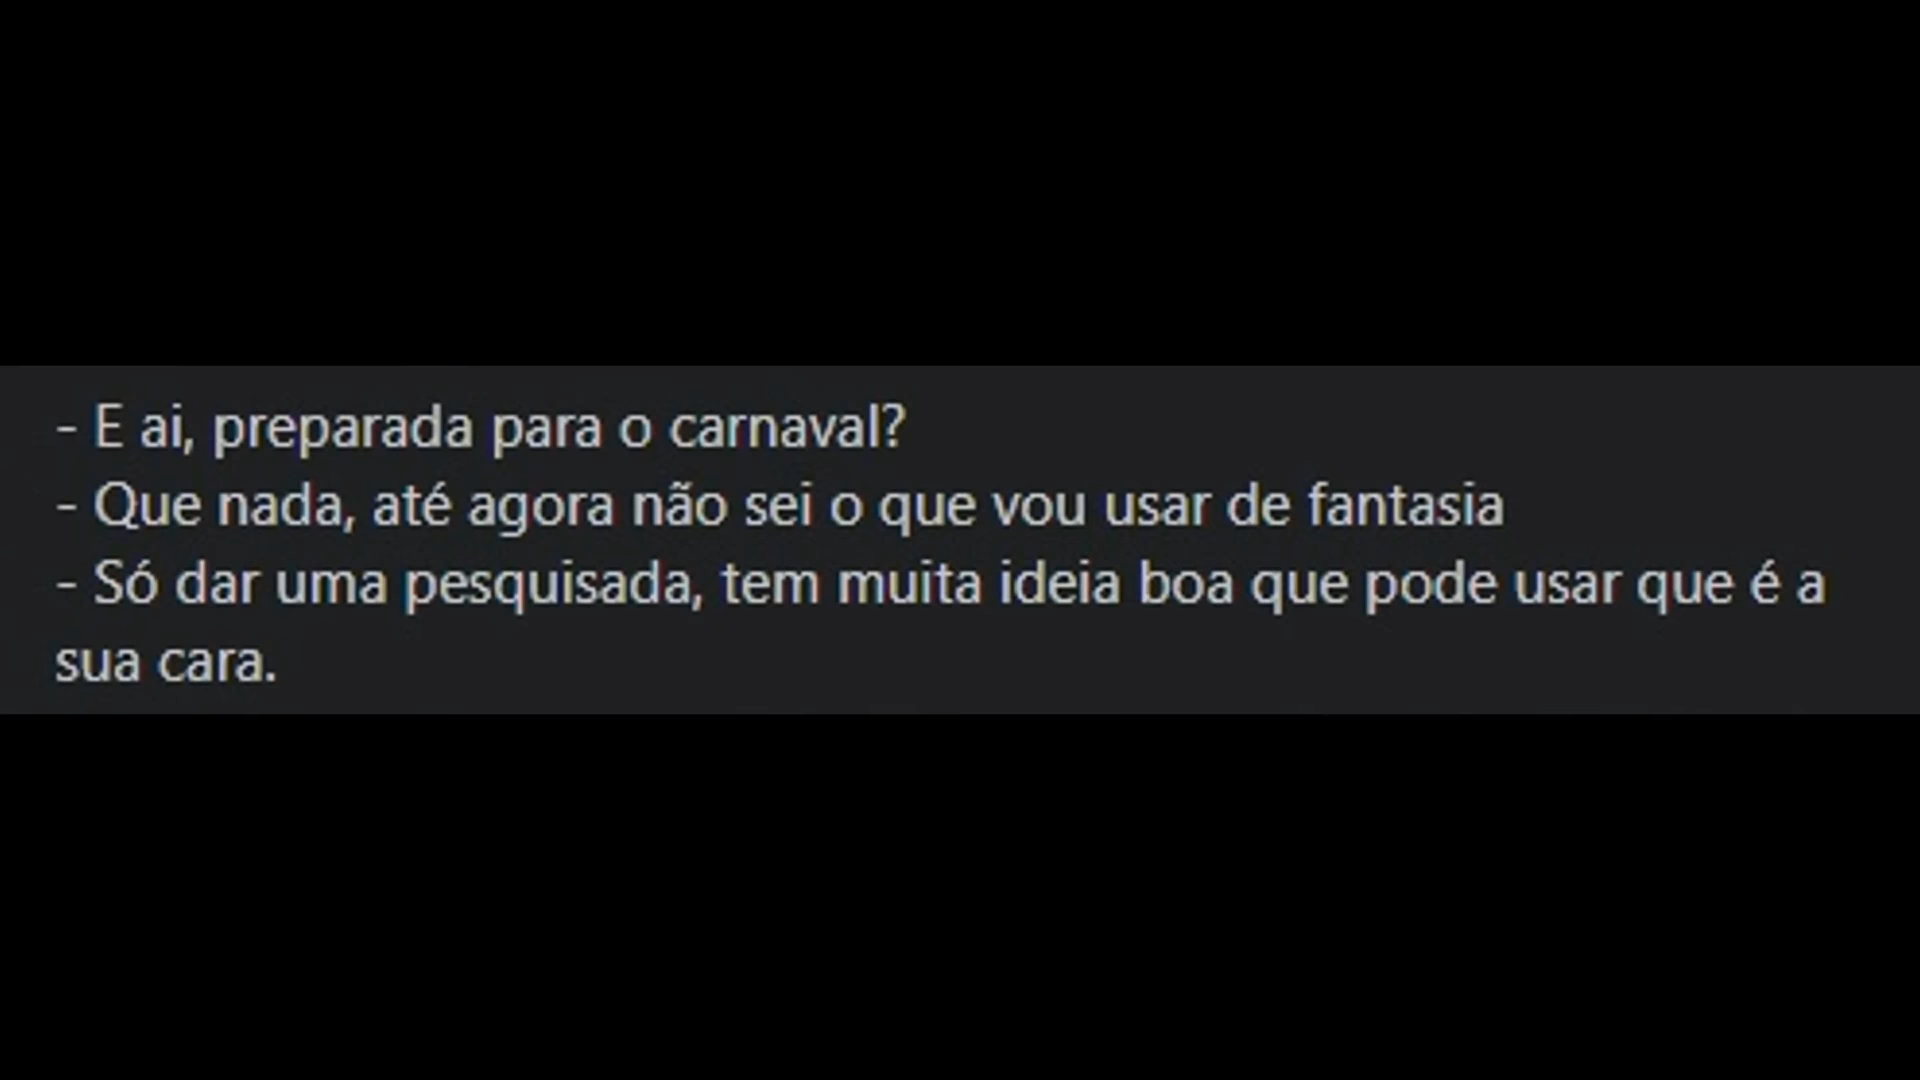 - E ai, preparada para o carnaval?
- Que nada, até agora não sei o que vou usar de fantasia
- Só dar uma pesquisada, tem muita ideia boa que pode usar que é a
sua cara.